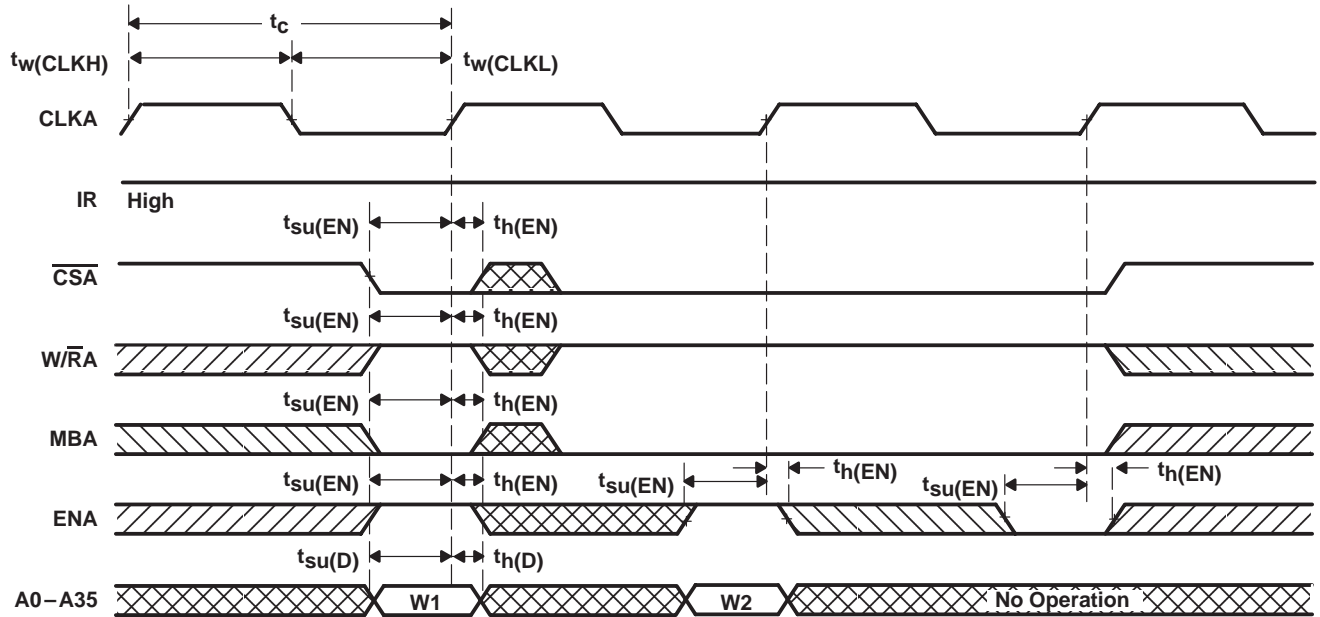 tc
tw(CLKH) tw(CLKL)
CLKA
IR High
tsu(EN) th(EN)
CSA
tsu(EN) th(EN)
W/RA
tsu(EN) th(EN)
MBA
tsu(EN) th(EN) tsu(EN) th(EN) tsu(EN) th(EN)
ENA
tsu(D) th(D)
A0–A35 W1 W2 No Operation